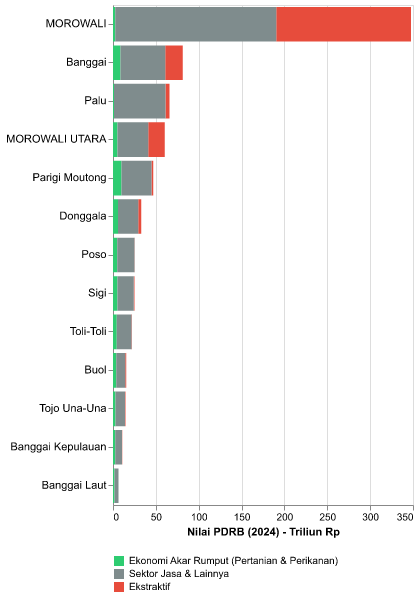 MOROWALI
Banggai
Palu
MOROWALI UTARA
Parigi Moutong
Donggala
Poso
Sigi
Toli-Toli
Buol
Tojo Una-Una
Banggai Kepulauan
Banggai Laut
0 50 100 150 200 250 300 350
Nilai PDRB (2024) - Triliun Rp
Ekonomi Akar Rumput (Pertanian & Perikanan)
Sektor Jasa & Lainnya
Ekstraktif